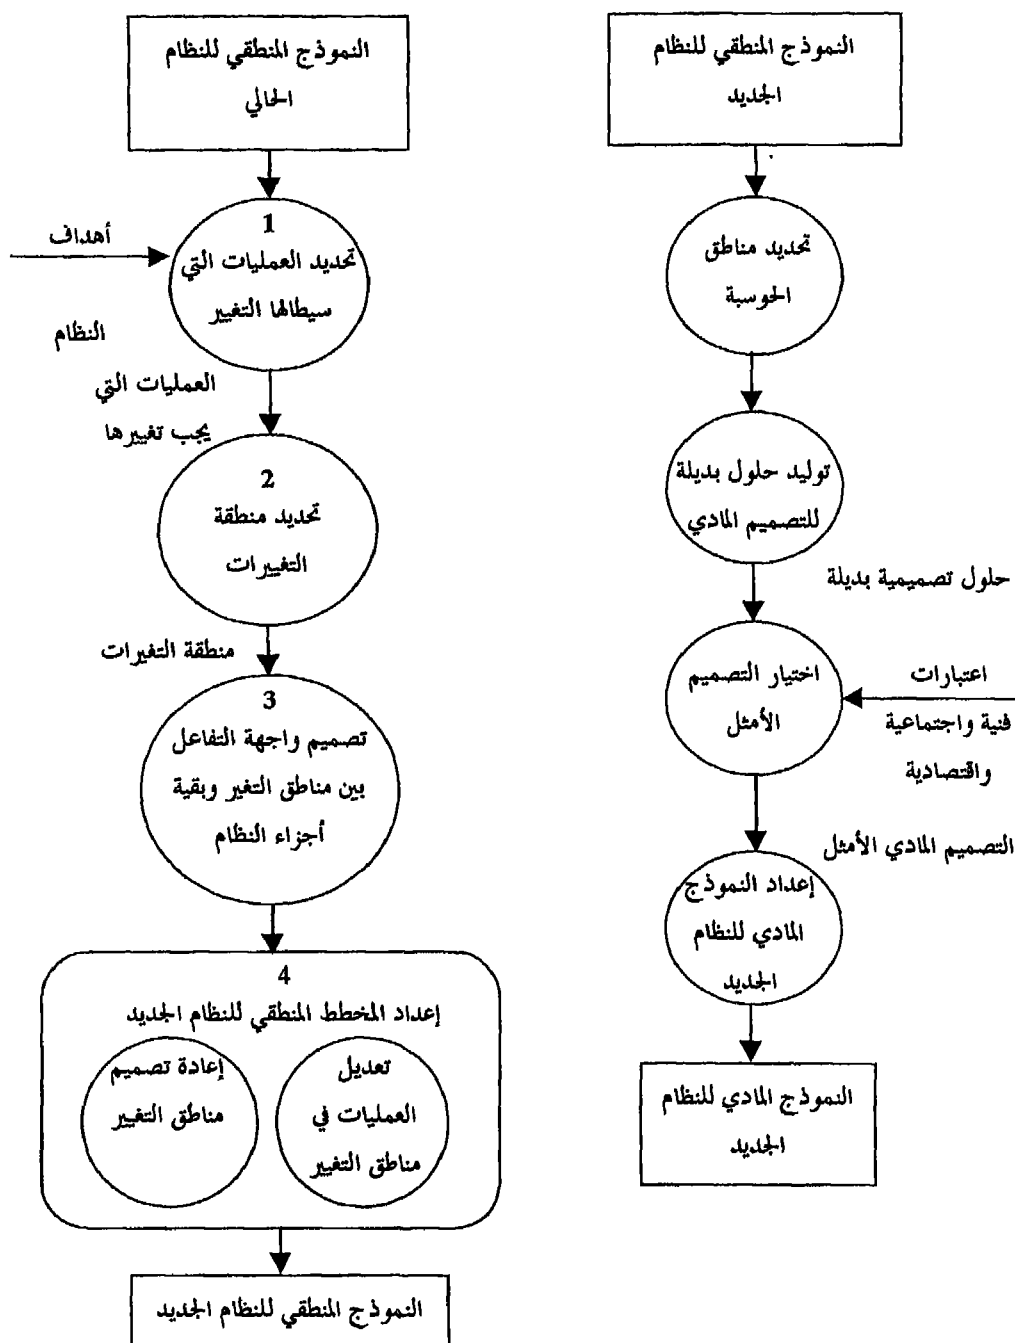 النموذج المنطقي للنظام
الجديد
تحديد مناطق
الحوسبة
توليد حلول بديلة
للتصميم المادي
حلول تصميمية بديلة
اختيار التصميم
الأمثل
اعتبارات
فنية واجتماعية
واقتصادية
التصميم المادي الأمثل
إعداد النموذج
المادي للنظام
الجديد
النموذج المادي للنظام
الجديد
النموذج المنطقي للنظام
الحالي
أهداف
النظام
1
تحديد العمليات التي
سيطالها التغيير
العمليات التي
يجب تغييرها
2
تحديد منطقة
التغييرات
منطقة التغيرات
3
تصميم واجهة التفاعل
بين مناطق التغير وبقية
أجزاء النظام
4
إعداد المخطط المنطقي للنظام الجديد
تعديل
العمليات في
مناطق التغيير
إعادة تصميم
مناطق التغيير
النموذج المنطقي للنظام الجديد